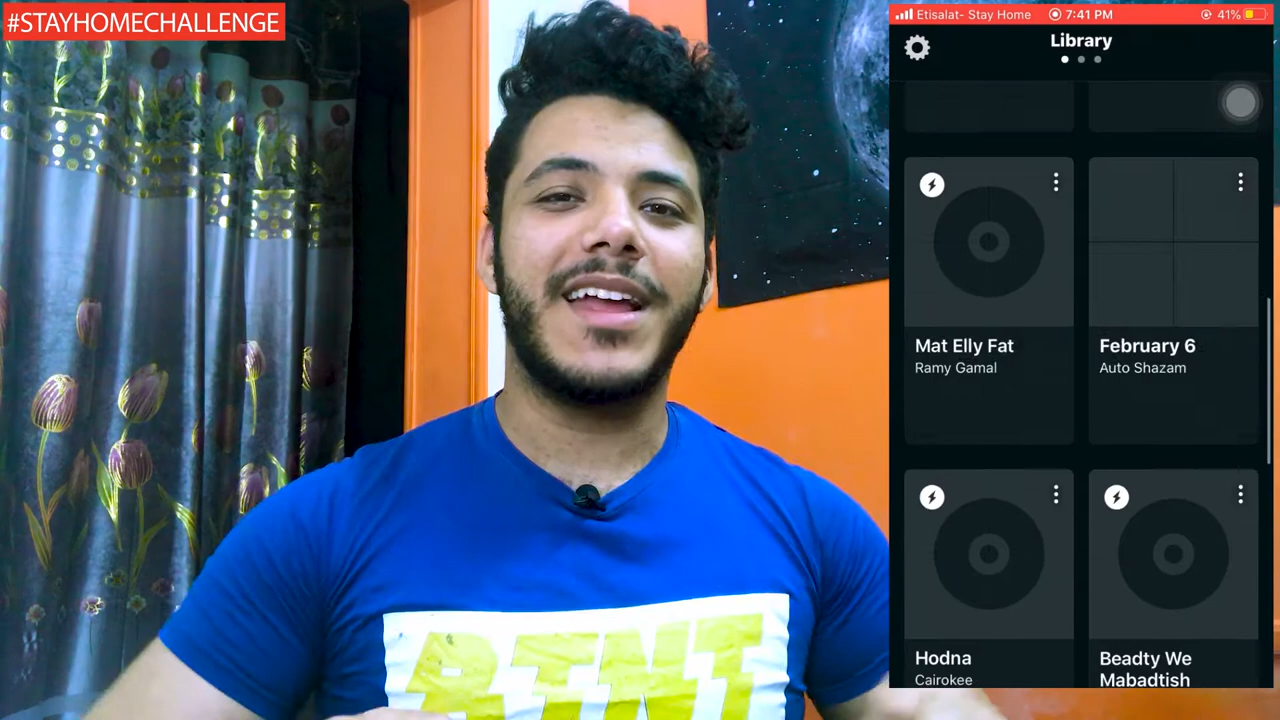 #STAYHOMECHALLENGE
Etisalat- Stay Home
7:41 PM
41%
Library
Mat Elly Fat
Ramy Gamal
February 6
Auto Shazam
Hodna
Cairokee
Beadty We
Mabadtish